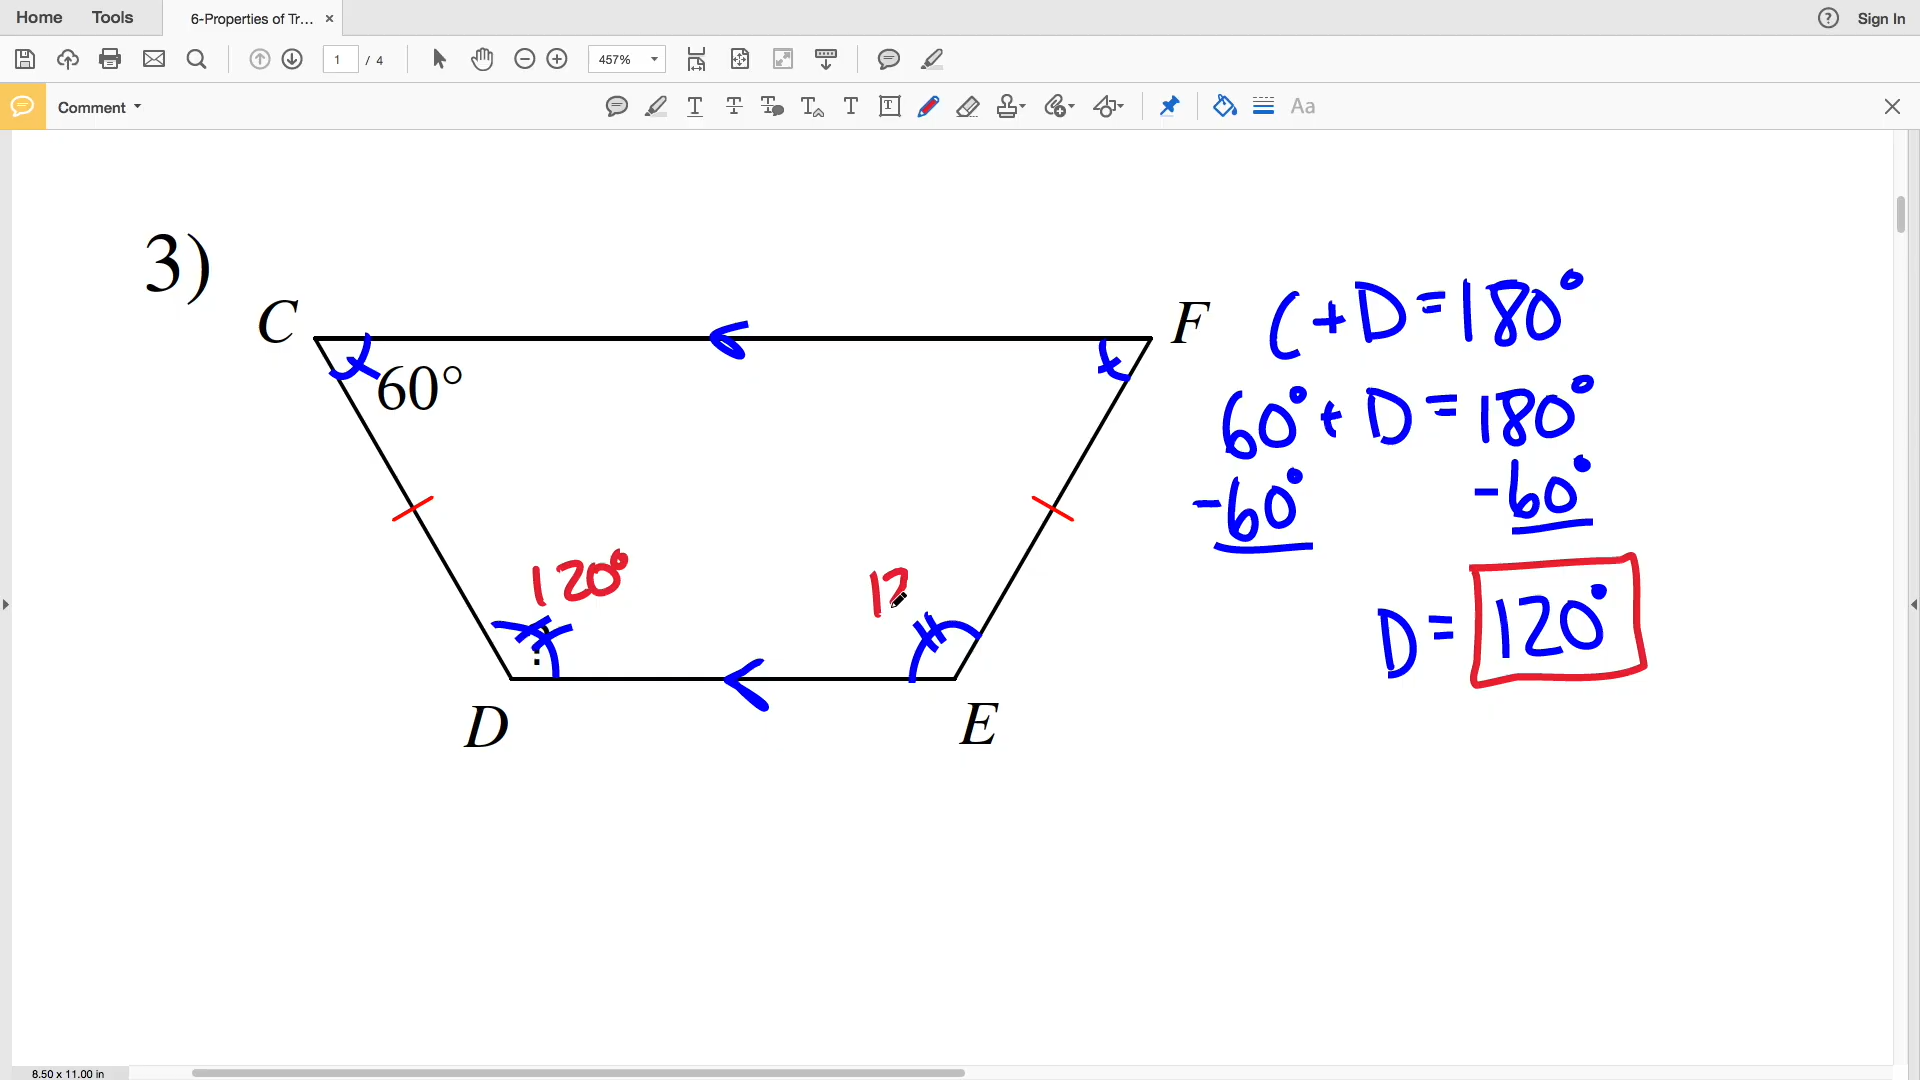 Home Tools 6-Properties of Tr... × ? Sign In
1 / 4 457%
Comment Aa
3)
C F
60°
120°
12
?
D E
C+D=180°
60°+D=180°
-60° -60°
D=120°
8.50 x 11.00 in